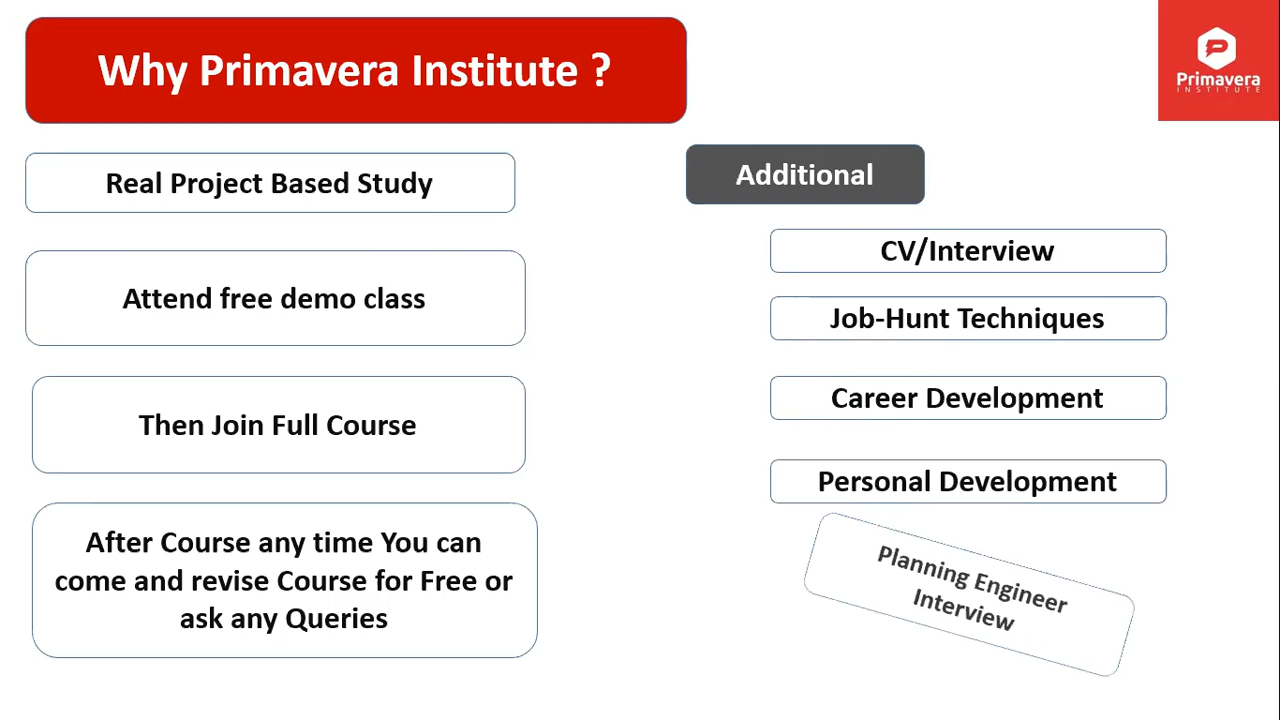 Why Primavera Institute ?
Primavera
INSTITUTE
Real Project Based Study
Attend free demo class
Then Join Full Course
After Course any time You can
come and revise Course for Free or
ask any Queries
Additional
CV/Interview
Job-Hunt Techniques
Career Development
Personal Development
Planning Engineer
Interview